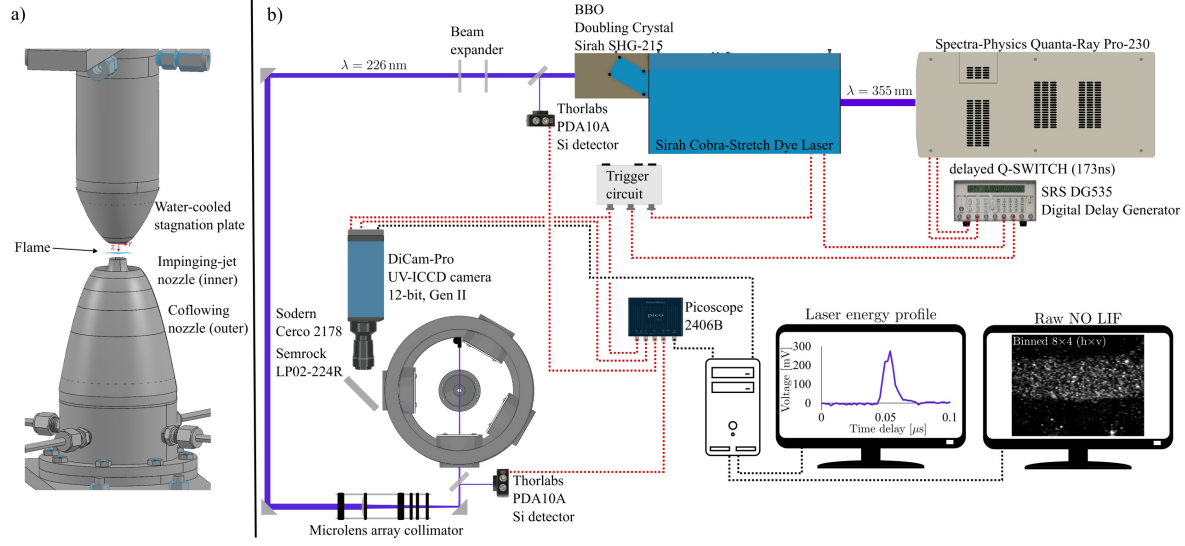 a)
Water-cooled
stagnation plate
z
r
Flame
Impinging-jet
nozzle (inner)
Coflowing
nozzle (outer)
b)
λ = 226 nm
Beam
expander
BBO
Doubling Crystal
Sirah SHG-215
Thorlabs
PDA10A
Si detector
Sirah Cobra-Stretch Dye Laser
λ = 355 nm
Spectra-Physics Quanta-Ray Pro-230
delayed Q-SWITCH (173ns)
SRS DG535
Digital Delay Generator
Trigger
circuit
DiCam-Pro
UV-ICCD camera
12-bit, Gen II
Sodern
Cerco 2178
Semrock
LP02-224R
pico
Picoscope
2406B
Thorlabs
PDA10A
Si detector
Microlens array collimator
Laser energy profile
Voltage [mV]
300
200
100
0
0
0.05
0.1
Time delay [μs]
Raw NO LIF
Binned 8×4 (h×v)